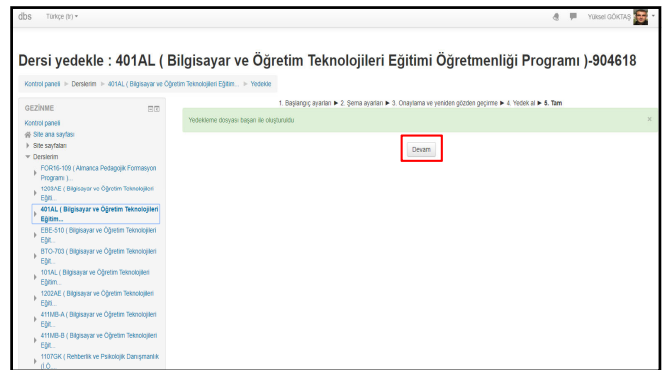 dbs Türkçe (tr) Yüksel GÖKTAŞ
Dersi yedekle : 401AL ( Bilgisayar ve Öğretim Teknolojileri Eğitimi Öğretmenliği Programı )-904618
Kontrol paneli ► Derslerim ► 401AL ( Bilgisayar ve Öğretim Teknolojileri Eğitim... ► Yedekle
GEZİNME
Kontrol paneli
Site ana sayfası
Site sayfaları
Derslerim
FOR16-109 ( Almanca Pedagojik Formasyon
Programı )...
1203AE ( Bilgisayar ve Öğretim Teknolojileri
Eğiti...
401AL ( Bilgisayar ve Öğretim Teknolojileri
Eğitim...
EBE-510 ( Bilgisayar ve Öğretim Teknolojileri
Eğit...
BTO-703 ( Bilgisayar ve Öğretim Teknolojileri
Eğit...
101AL ( Bilgisayar ve Öğretim Teknolojileri
Eğitim...
1202AE ( Bilgisayar ve Öğretim Teknolojileri
Eğiti...
411MB-A ( Bilgisayar ve Öğretim Teknolojileri
Eğit...
411MB-B ( Bilgisayar ve Öğretim Teknolojileri
Eğit...
1107GK ( Rehberlik ve Psikolojik Danışmanlık
(İ.Ö....
1. Başlangıç ayarları ► 2. Şema ayarları ► 3. Onaylama ve yeniden gözden geçirme ► 4. Yedek al ► 5. Tam
Yedekleme dosyası başarı ile oluşturuldu ×
Devam